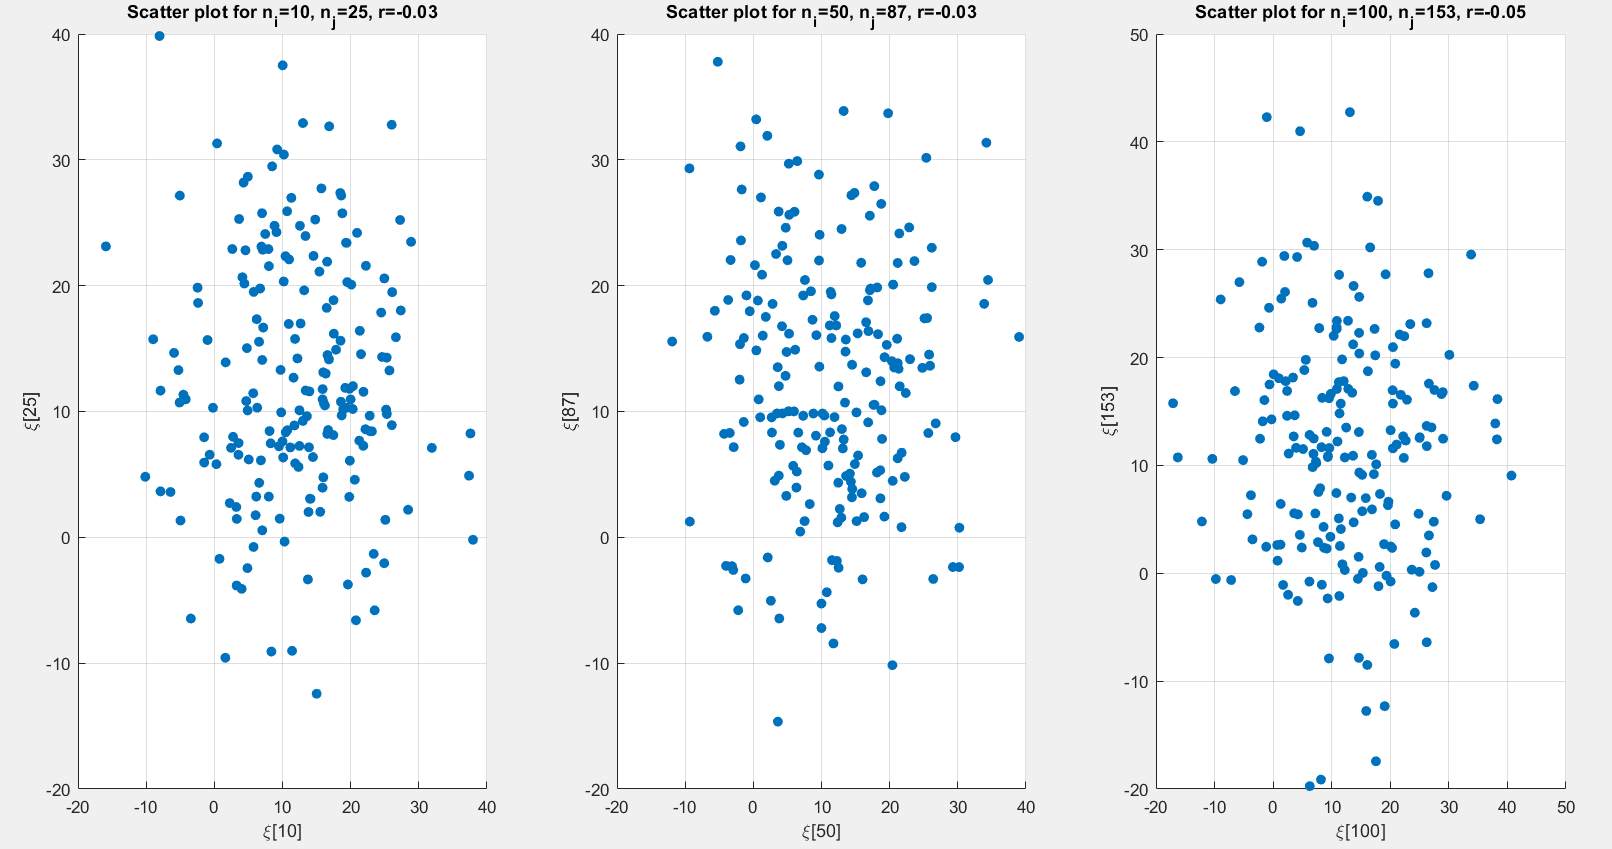 Scatter plot for n_i=10, n_j=25, r=-0.03
40
30
20
10
0
-10
-20
ξ[25]
-20 -10 0 10 20 30 40
ξ[10]
Scatter plot for n_i=50, n_j=87, r=-0.03
40
30
20
10
0
-10
-20
ξ[87]
-20 -10 0 10 20 30 40
ξ[50]
Scatter plot for n_i=100, n_j=153, r=-0.05
50
40
30
20
10
0
-10
-20
ξ[153]
-20 -10 0 10 20 30 40 50
ξ[100]